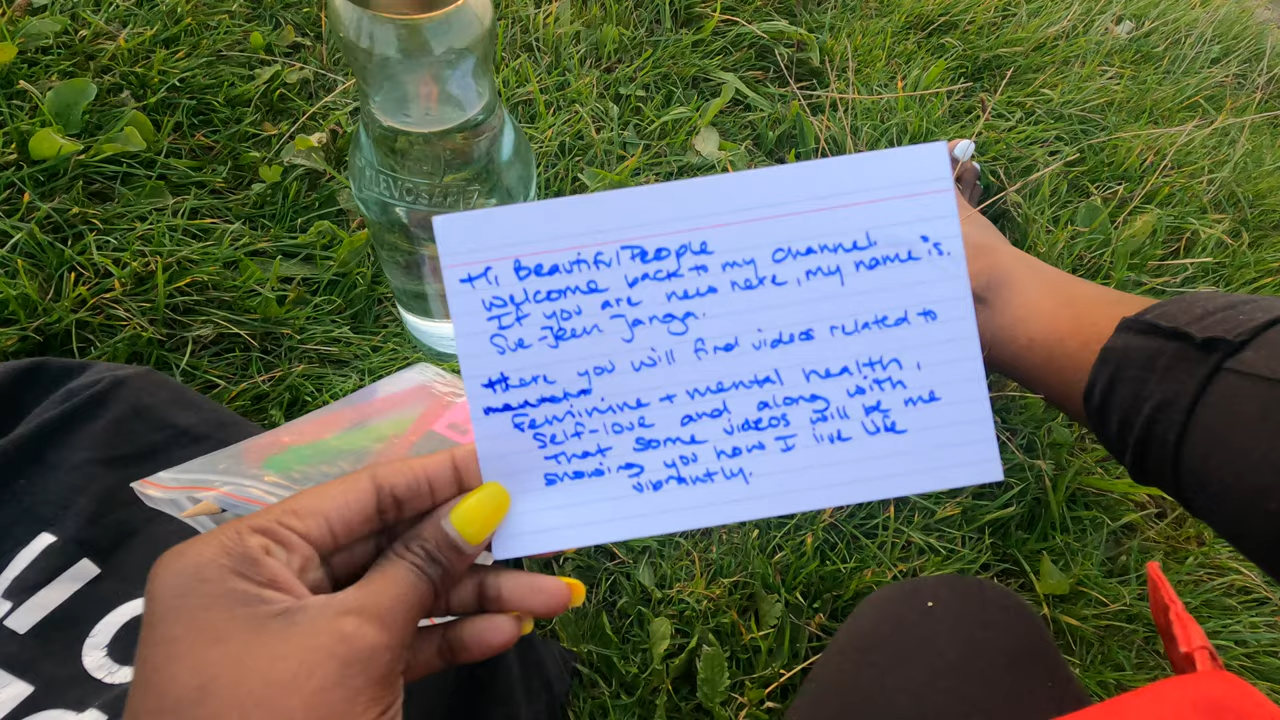 Hi, Beautiful People
Welcome back to my channel.
If you are new here, my name is.
Sue-Jeen Janga.
Here you will find videos related to
Feminine + mental health,
self-love and along with
that some videos will be me
showing you how I live life
vibrantly.